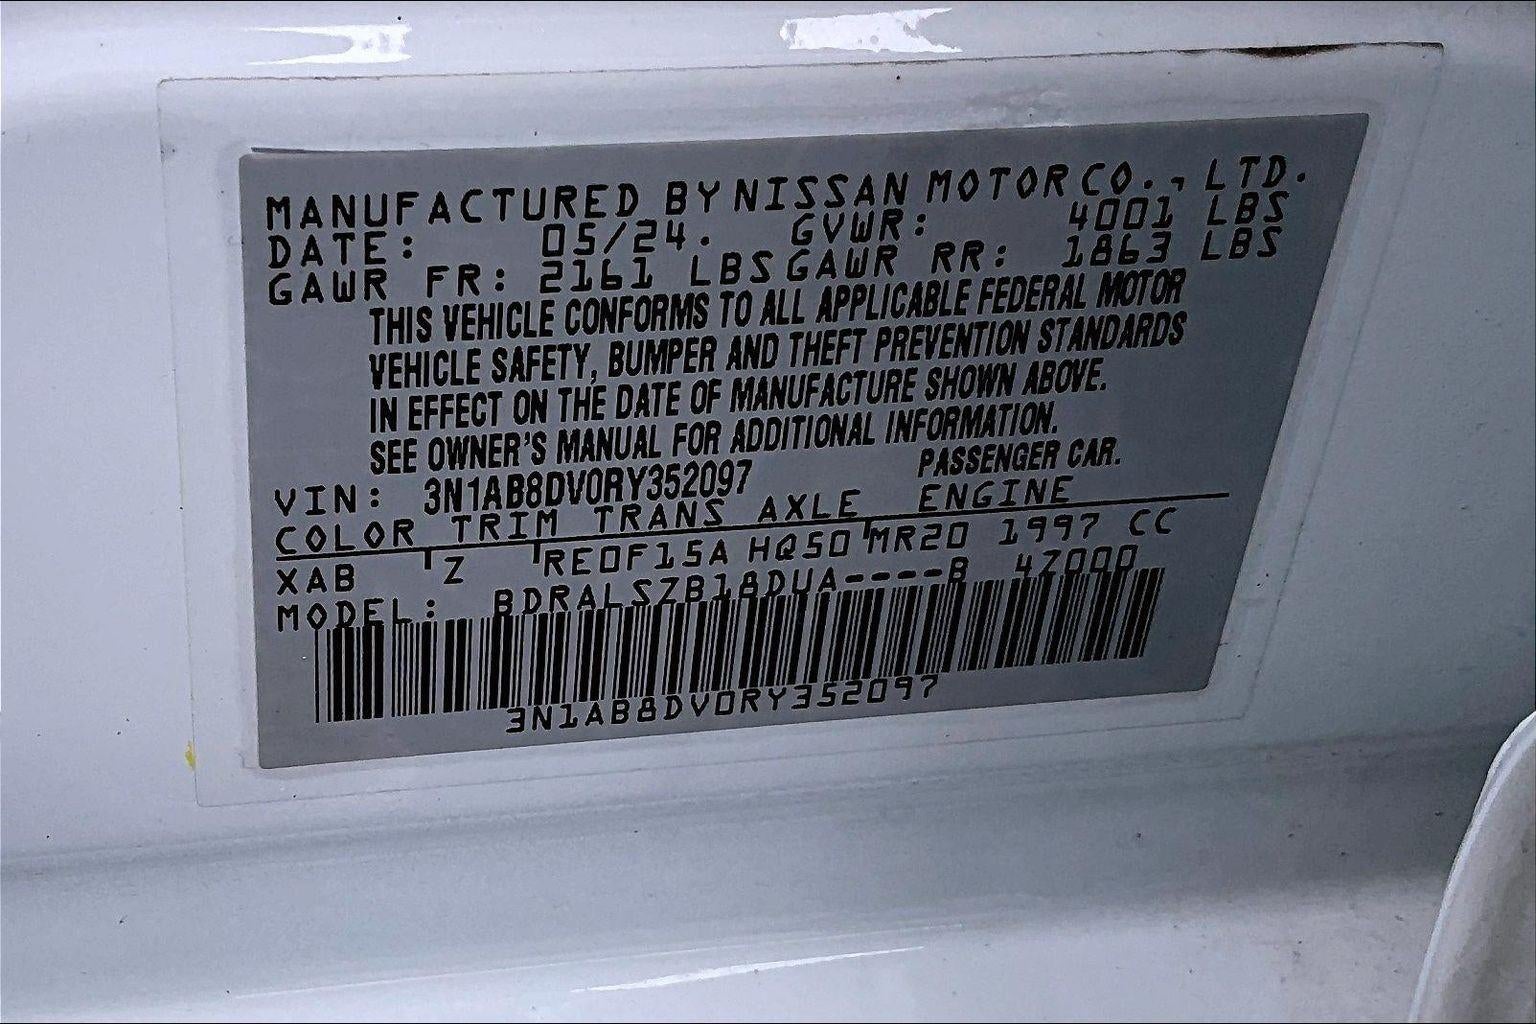 MANUFACTURED BY NISSAN MOTOR CO., LTD.
DATE: 05/24. GVWR: 4001 LBS
GAWR FR: 2161 LBS GAWR RR: 1863 LBS
THIS VEHICLE CONFORMS TO ALL APPLICABLE FEDERAL MOTOR
VEHICLE SAFETY, BUMPER AND THEFT PREVENTION STANDARDS
IN EFFECT ON THE DATE OF MANUFACTURE SHOWN ABOVE.
SEE OWNER'S MANUAL FOR ADDITIONAL INFORMATION.
VIN: 3N1AB8DV0RY352097 PASSENGER CAR.
COLOR TRIM TRANS AXLE ENGINE
XAB Z RE0F15A HQ50 MR20 1997 CC
MODEL: BDRALSZB18DUA----B 4Z000
3N1AB8DV0RY352097